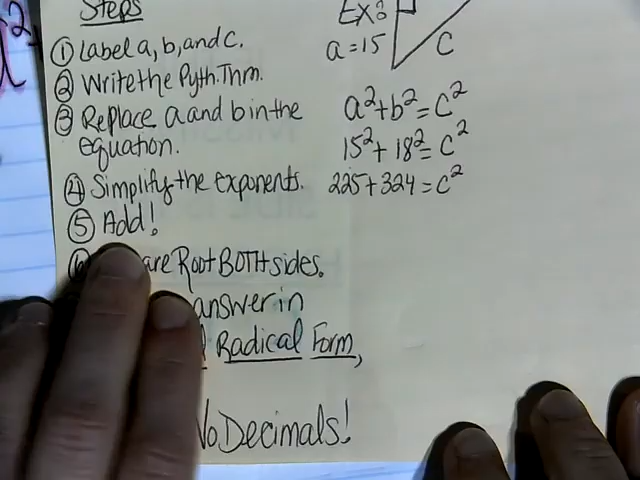 Steps
① Label a, b, and c.
② Write the Pyth. Thm.
③ Replace a and b in the
equation.
④ Simplify the exponents.
⑤ Add!
are Root BOTH sides.
answer in
Radical Form,
No Decimals!
Ex:
a = 15
C
a² + b² = c²
15² + 18² = c²
225 + 324 = c²